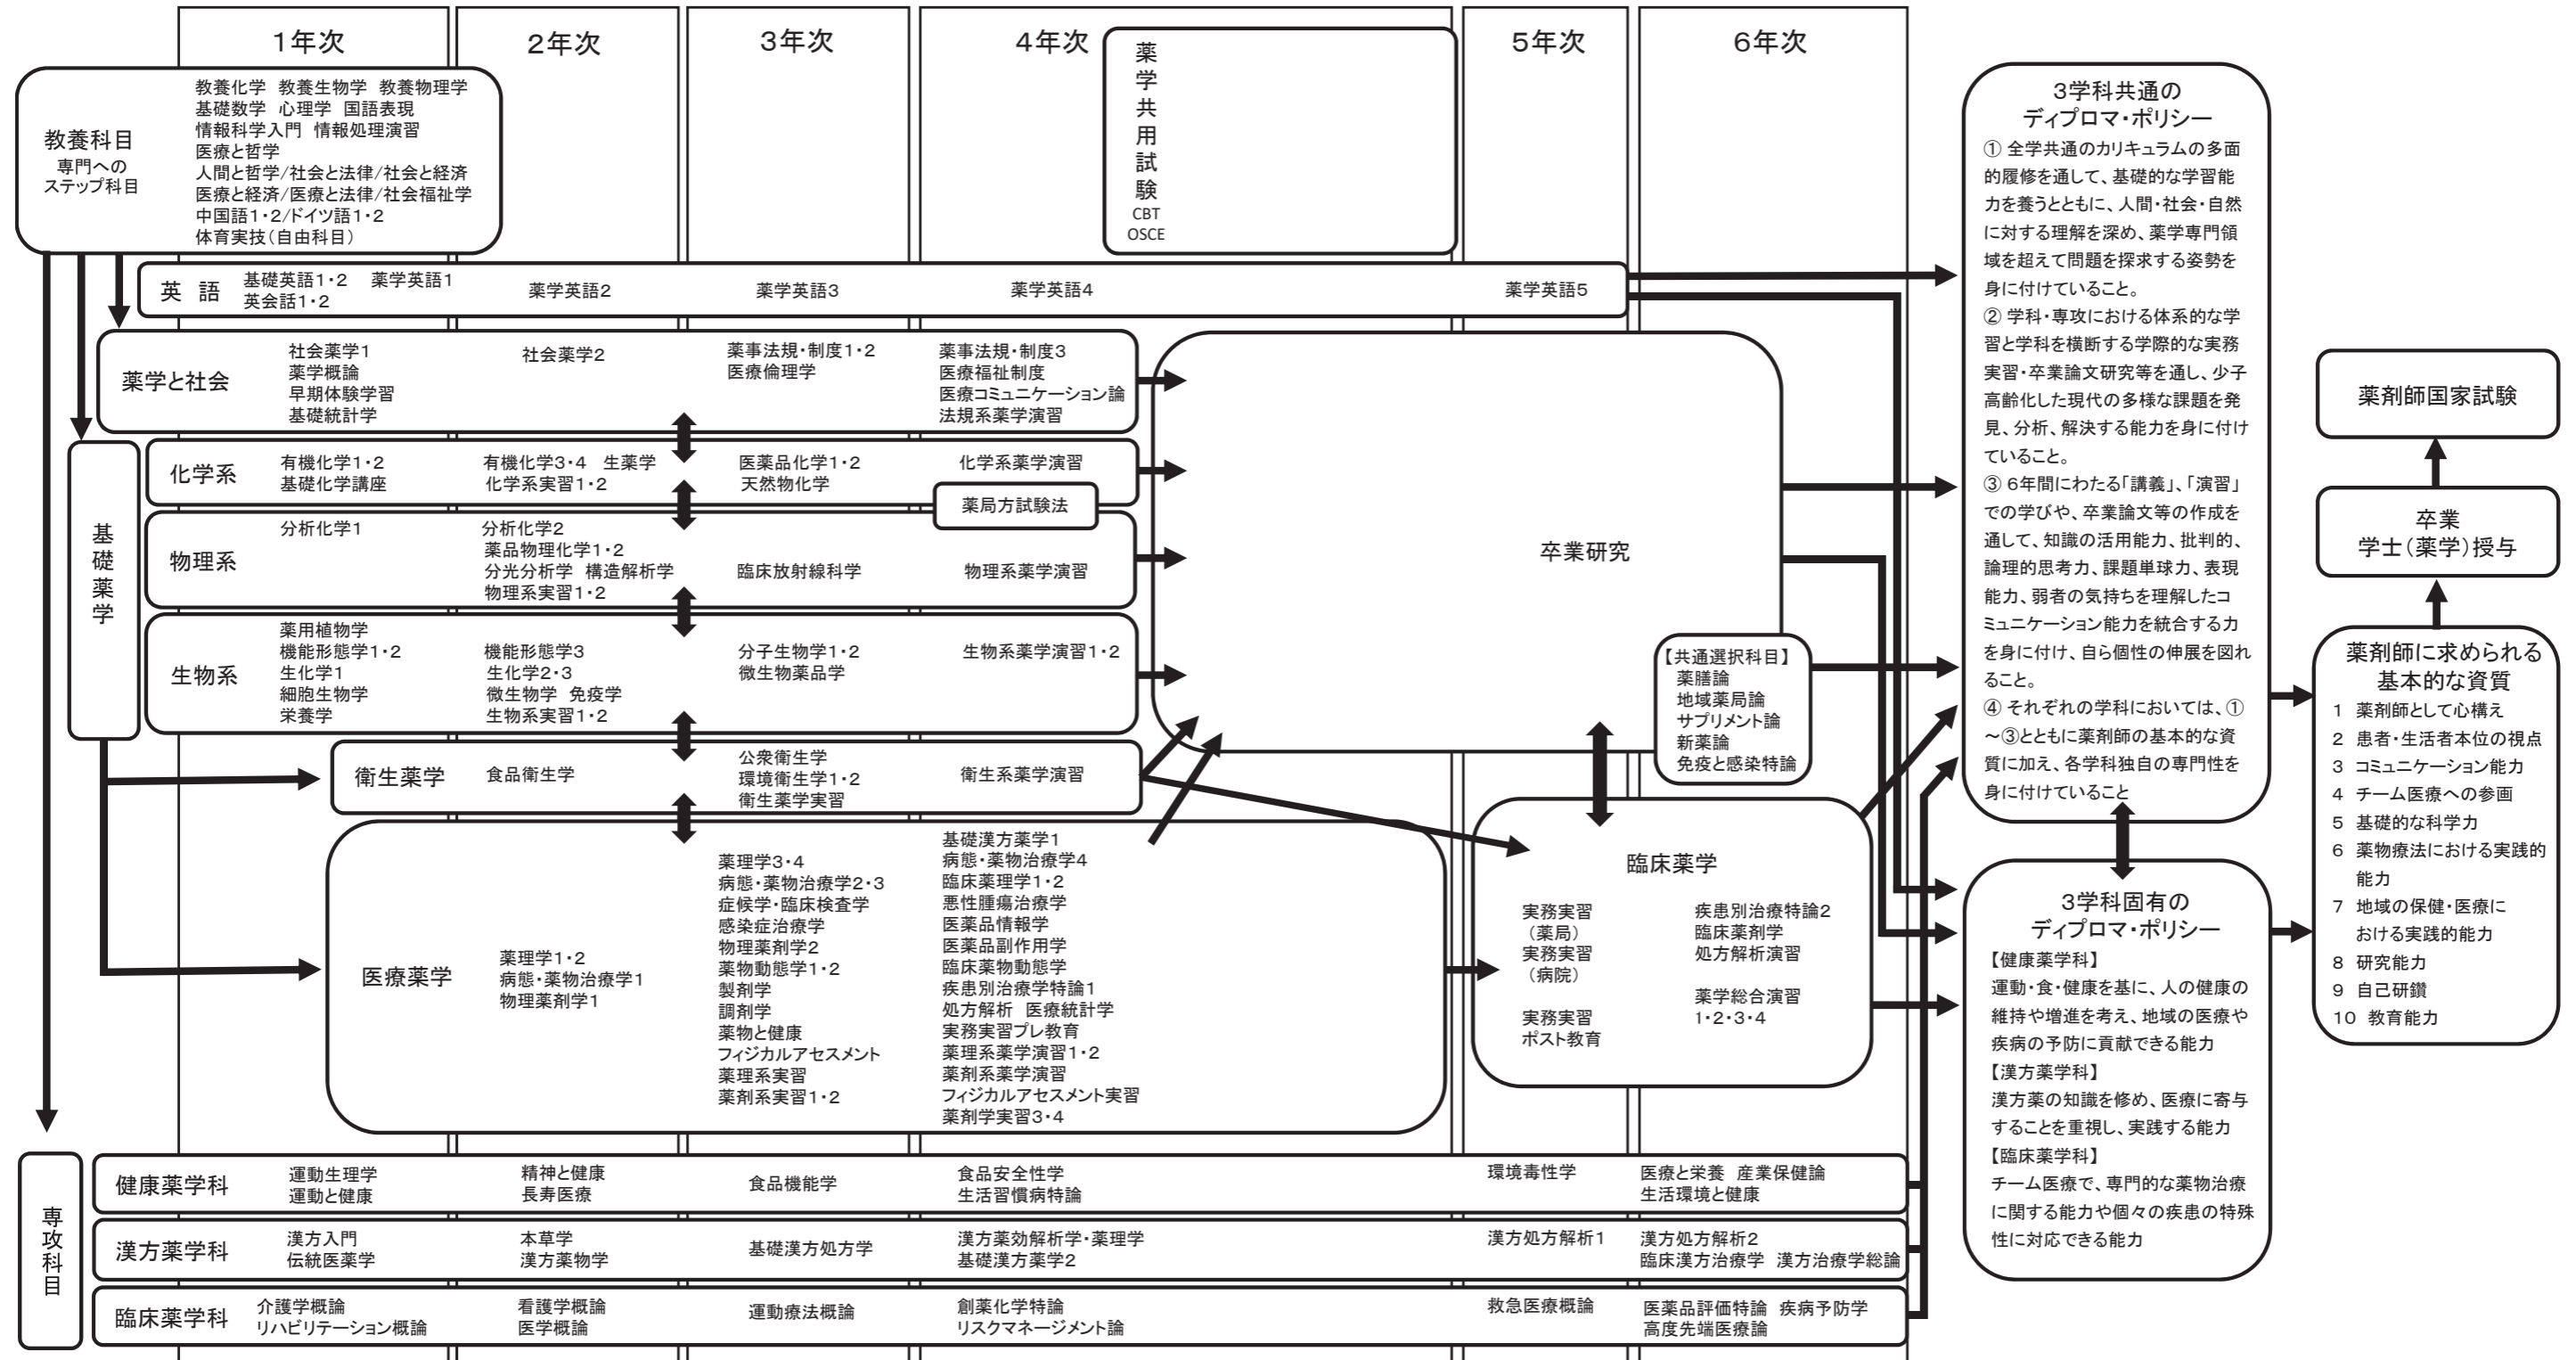 1年次
2年次
3年次
4年次
5年次
6年次
薬学共用試験
CBT
OSCE
教養科目
専門への
ステップ科目
教養化学 教養生物学 教養物理学
基礎数学 心理学 国語表現
情報科学入門 情報処理演習
医療と哲学
人間と哲学/社会と法律/社会と経済
医療と経済/医療と法律/社会福祉学
中国語1・2/ドイツ語1・2
体育実技(自由科目)
英 語
基礎英語1・2 薬学英語1
英会話1・2
薬学英語2
薬学英語3
薬学英語4
薬学英語5
薬学と社会
社会薬学1
薬学概論
早期体験学習
基礎統計学
社会薬学2
薬事法規・制度1・2
医療倫理学
薬事法規・制度3
医療福祉制度
医療コミュニケーション論
法規系薬学演習
基礎薬学
化学系
有機化学1・2
基礎化学講座
有機化学3・4 生薬学
化学系実習1・2
医薬品化学1・2
天然物化学
化学系薬学演習
薬局方試験法
物理系
分析化学1
分析化学2
薬品物理化学1・2
分光分析学 構造解析学
物理系実習1・2
臨床放射線科学
物理系薬学演習
生物系
薬用植物学
機能形態学1・2
生化学1
細胞生物学
栄養学
機能形態学3
生化学2・3
微生物学 免疫学
生物系実習1・2
分子生物学1・2
微生物薬品学
生物系薬学演習1・2
衛生薬学
食品衛生学
公衆衛生学
環境衛生学1・2
衛生薬学実習
衛生系薬学演習
医療薬学
薬理学1・2
病態・薬物治療学1
物理薬剤学1
薬理学3・4
病態・薬物治療学2・3
症候学・臨床検査学
感染症治療学
物理薬剤学2
薬物動態学1・2
製剤学
調剤学
薬物と健康
フィジカルアセスメント
薬理系実習
薬剤系実習1・2
基礎漢方薬学1
病態・薬物治療学4
臨床薬理学1・2
悪性腫瘍治療学
医薬品情報学
医薬品副作用学
臨床薬物動態学
疾患別治療学特論1
処方解析 医療統計学
実務実習プレ教育
薬理系薬学演習1・2
薬剤系薬学演習
フィジカルアセスメント実習
薬剤学実習3・4
卒業研究
【共通選択科目】
薬膳論
地域薬局論
サプリメント論
新薬論
免疫と感染特論
臨床薬学
実務実習
(薬局)
実務実習
(病院)
実務実習
ポスト教育
疾患別治療特論2
臨床薬剤学
処方解析演習
薬学総合演習
1・2・3・4
専攻科目
健康薬学科
運動生理学
運動と健康
精神と健康
長寿医療
食品機能学
食品安全性学
生活習慣病特論
環境毒性学
医療と栄養 産業保健論
生活環境と健康
漢方薬学科
漢方入門
伝統医薬学
本草学
漢方薬物学
基礎漢方処方学
漢方薬効解析学・薬理学
基礎漢方薬学2
漢方処方解析1
漢方処方解析2
臨床漢方治療学 漢方治療学総論
臨床薬学科
介護学概論
リハビリテーション概論
看護学概論
医学概論
運動療法概論
創薬化学特論
リスクマネージメント論
救急医療概論
医薬品評価特論 疾病予防学
高度先端医療論
3学科共通の
ディプロマ・ポリシー
① 全学共通のカリキュラムの多面
的履修を通して、基礎的な学習能
力を養うとともに、人間・社会・自然
に対する理解を深め、薬学専門領
域を超えて問題を探求する姿勢を
身に付けていること。
② 学科・専攻における体系的な学
習と学科を横断する学際的な実務
実習・卒業論文研究等を通し、少子
高齢化した現代の多様な課題を発
見、分析、解決する能力を身に付け
ていること。
③ 6年間にわたる「講義」、「演習」
での学びや、卒業論文等の作成を
通して、知識の活用能力、批判的、
論理的思考力、課題単球力、表現
能力、弱者の気持ちを理解したコ
ミュニケーション能力を統合する力
を身に付け、自ら個性の伸展を図れ
ること。
④ それぞれの学科においては、①
～③とともに薬剤師の基本的な資
質に加え、各学科独自の専門性を
身に付けていること
3学科固有の
ディプロマ・ポリシー
【健康薬学科】
運動・食・健康を基に、人の健康の
維持や増進を考え、地域の医療や
疾病の予防に貢献できる能力
【漢方薬学科】
漢方薬の知識を修め、医療に寄与
することを重視し、実践する能力
【臨床薬学科】
チーム医療で、専門的な薬物治療
に関する能力や個々の疾患の特殊
性に対応できる能力
薬剤師国家試験
卒業
学士(薬学)授与
薬剤師に求められる
基本的な資質
1 薬剤師として心構え
2 患者・生活者本位の視点
3 コミュニケーション能力
4 チーム医療への参画
5 基礎的な科学力
6 薬物療法における実践的
能力
7 地域の保健・医療に
おける実践的能力
8 研究能力
9 自己研鑽
10 教育能力